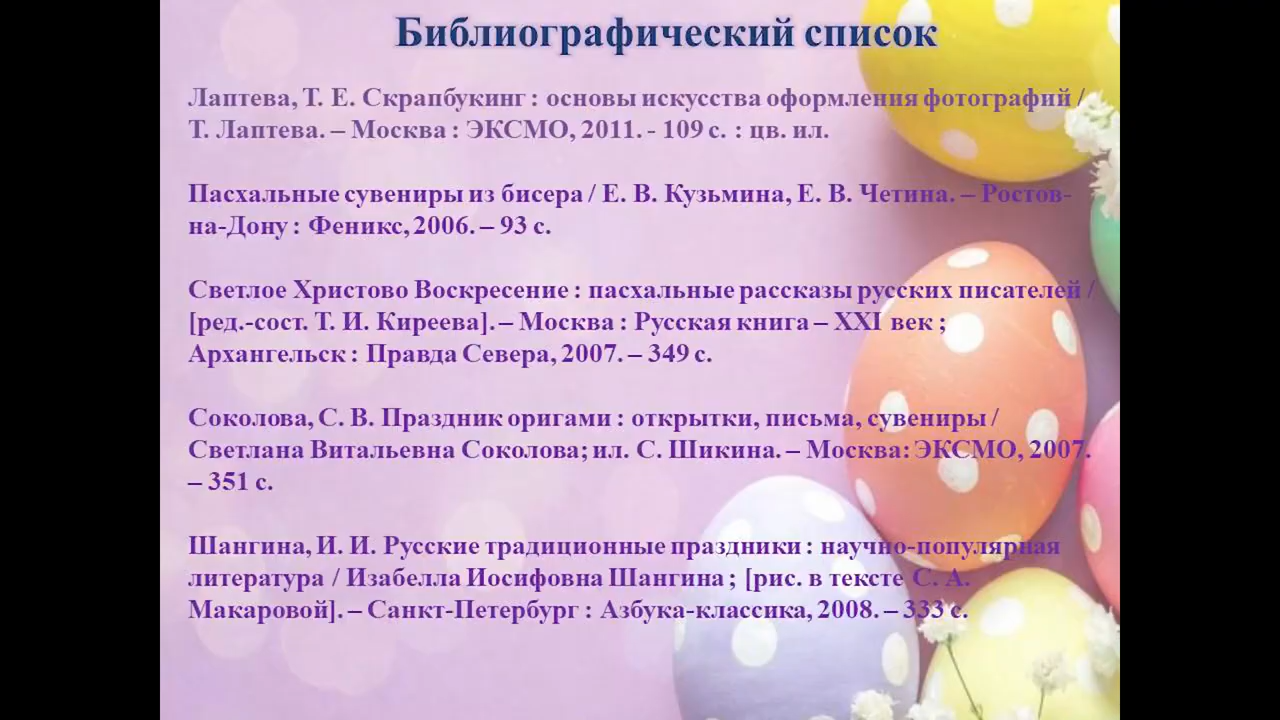 Библиографический список
Лаптева, Т. Е. Скрапбукинг : основы искусства оформления фотографий /
Т. Лаптева. – Москва : ЭКСМО, 2011. - 109 с. : цв. ил.
Пасхальные сувениры из бисера / Е. В. Кузьмина, Е. В. Четина. – Ростов-
на-Дону : Феникс, 2006. – 93 с.
Светлое Христово Воскресение : пасхальные рассказы русских писателей /
[ред.-сост. Т. И. Киреева]. – Москва : Русская книга – XXI век ;
Архангельск : Правда Севера, 2007. – 349 с.
Соколова, С. В. Праздник оригами : открытки, письма, сувениры /
Светлана Витальевна Соколова; ил. С. Шикина. – Москва: ЭКСМО, 2007.
– 351 с.
Шангина, И. И. Русские традиционные праздники : научно-популярная
литература / Изабелла Иосифовна Шангина ; [рис. в тексте С. А.
Макаровой]. – Санкт-Петербург : Азбука-классика, 2008. – 333 с.